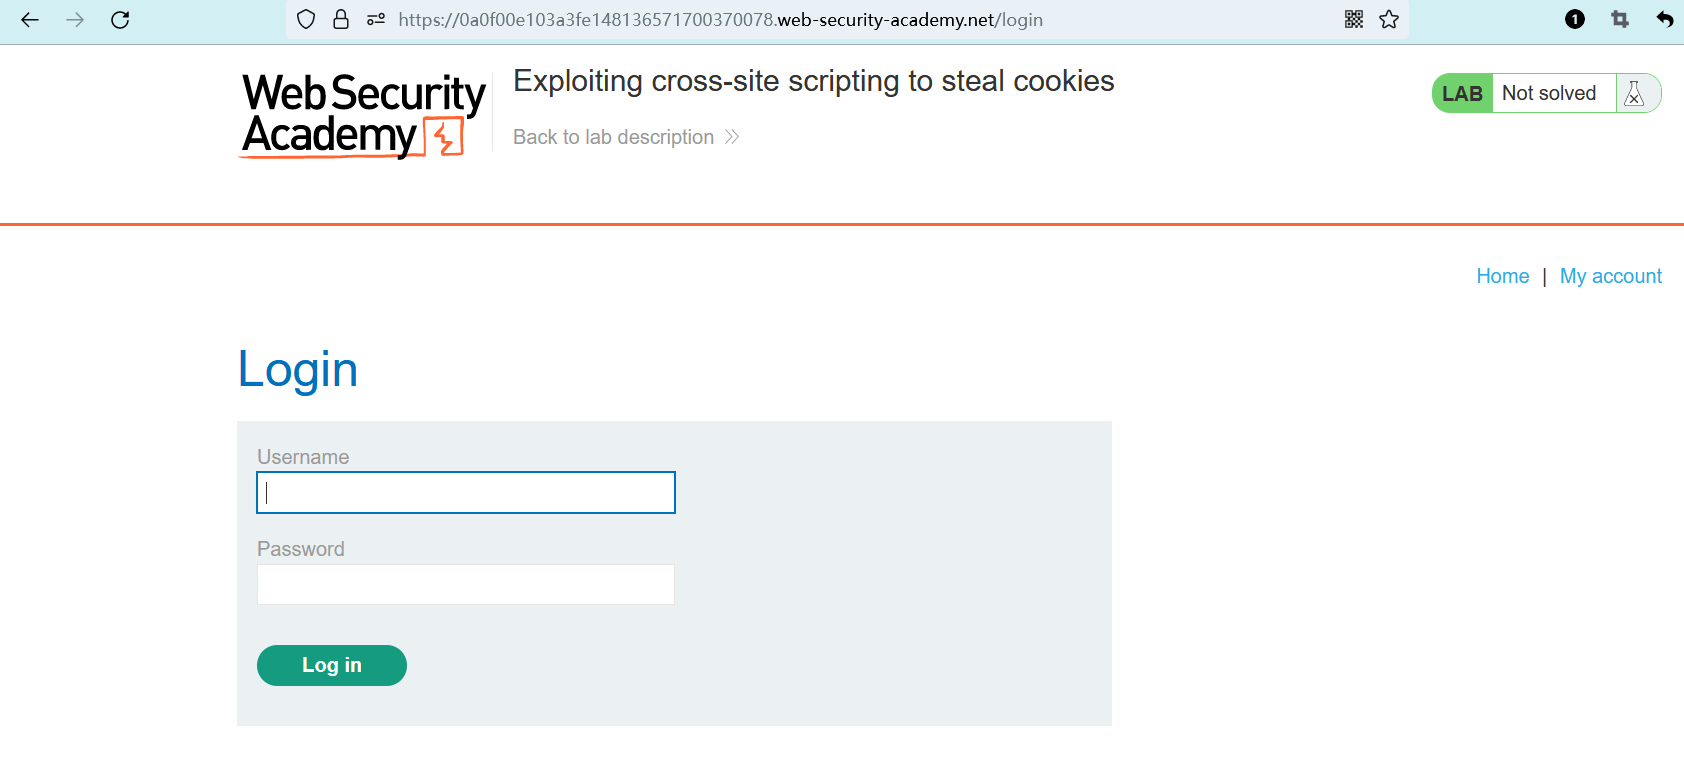 https://0a0f00e103a3fe148136571700370078.web-security-academy.net/login
1
Web Security
Academy
Exploiting cross-site scripting to steal cookies
Back to lab description
LAB Not solved
Home | My account
Login
Username
Password
Log in